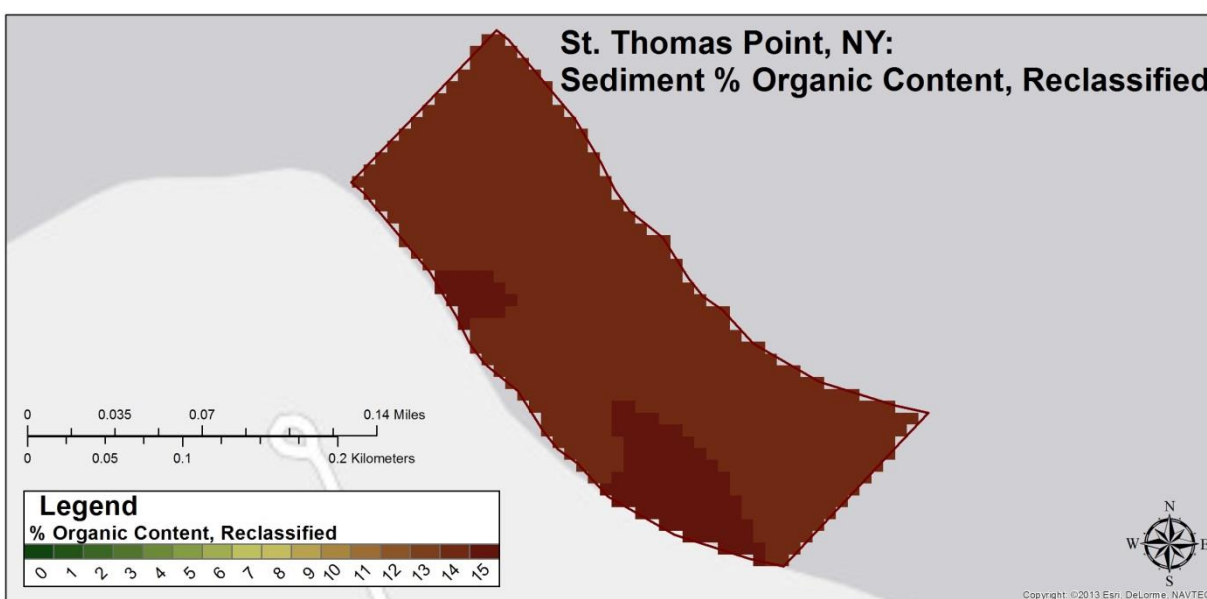 St. Thomas Point, NY:
Sediment % Organic Content, Reclassified
0 0.035 0.07 0.14 Miles
0 0.05 0.1 0.2 Kilometers
Legend
% Organic Content, Reclassified
0 1 2 3 4 5 6 7 8 9 10 11 12 13 14 15
N
W E
S
Copyright: ©2013 Esri, DeLorme, NAVTEQ